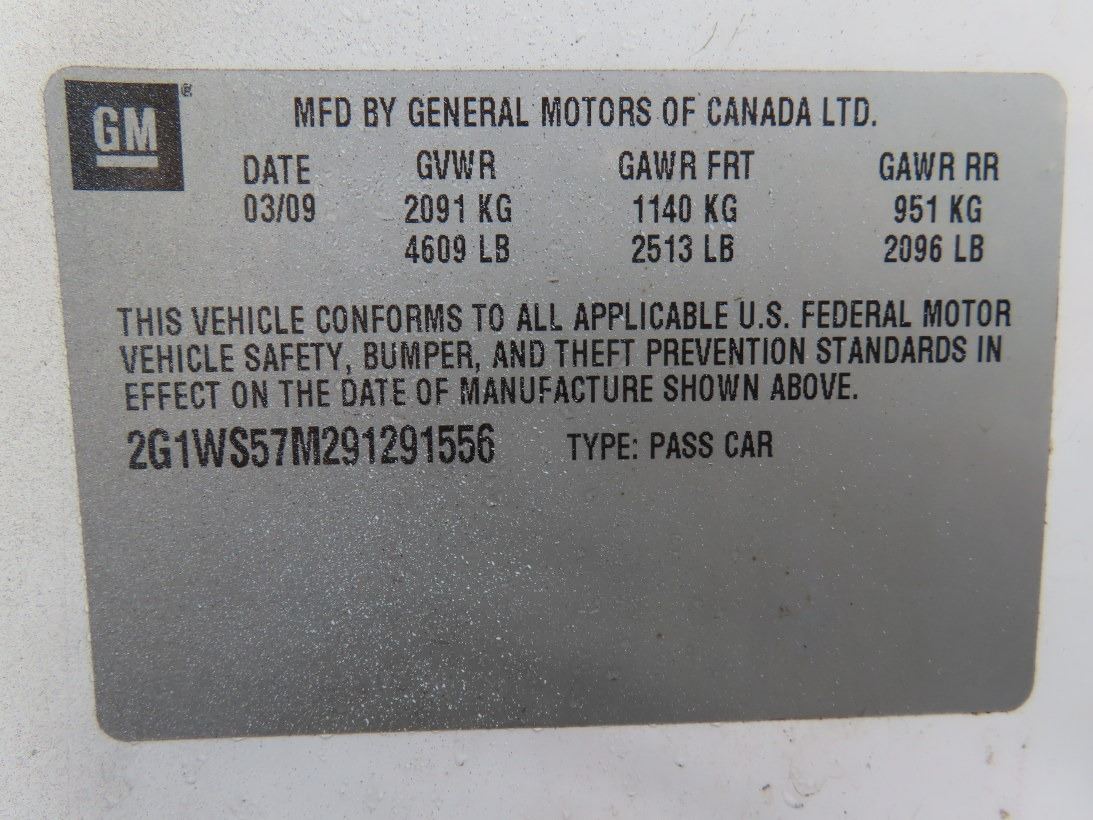 GM®
MFD BY GENERAL MOTORS OF CANADA LTD.
DATE GVWR GAWR FRT GAWR RR
03/09 2091 KG 1140 KG 951 KG
4609 LB 2513 LB 2096 LB
THIS VEHICLE CONFORMS TO ALL APPLICABLE U.S. FEDERAL MOTOR
VEHICLE SAFETY, BUMPER, AND THEFT PREVENTION STANDARDS IN
EFFECT ON THE DATE OF MANUFACTURE SHOWN ABOVE.
2G1WS57M291291556 TYPE: PASS CAR